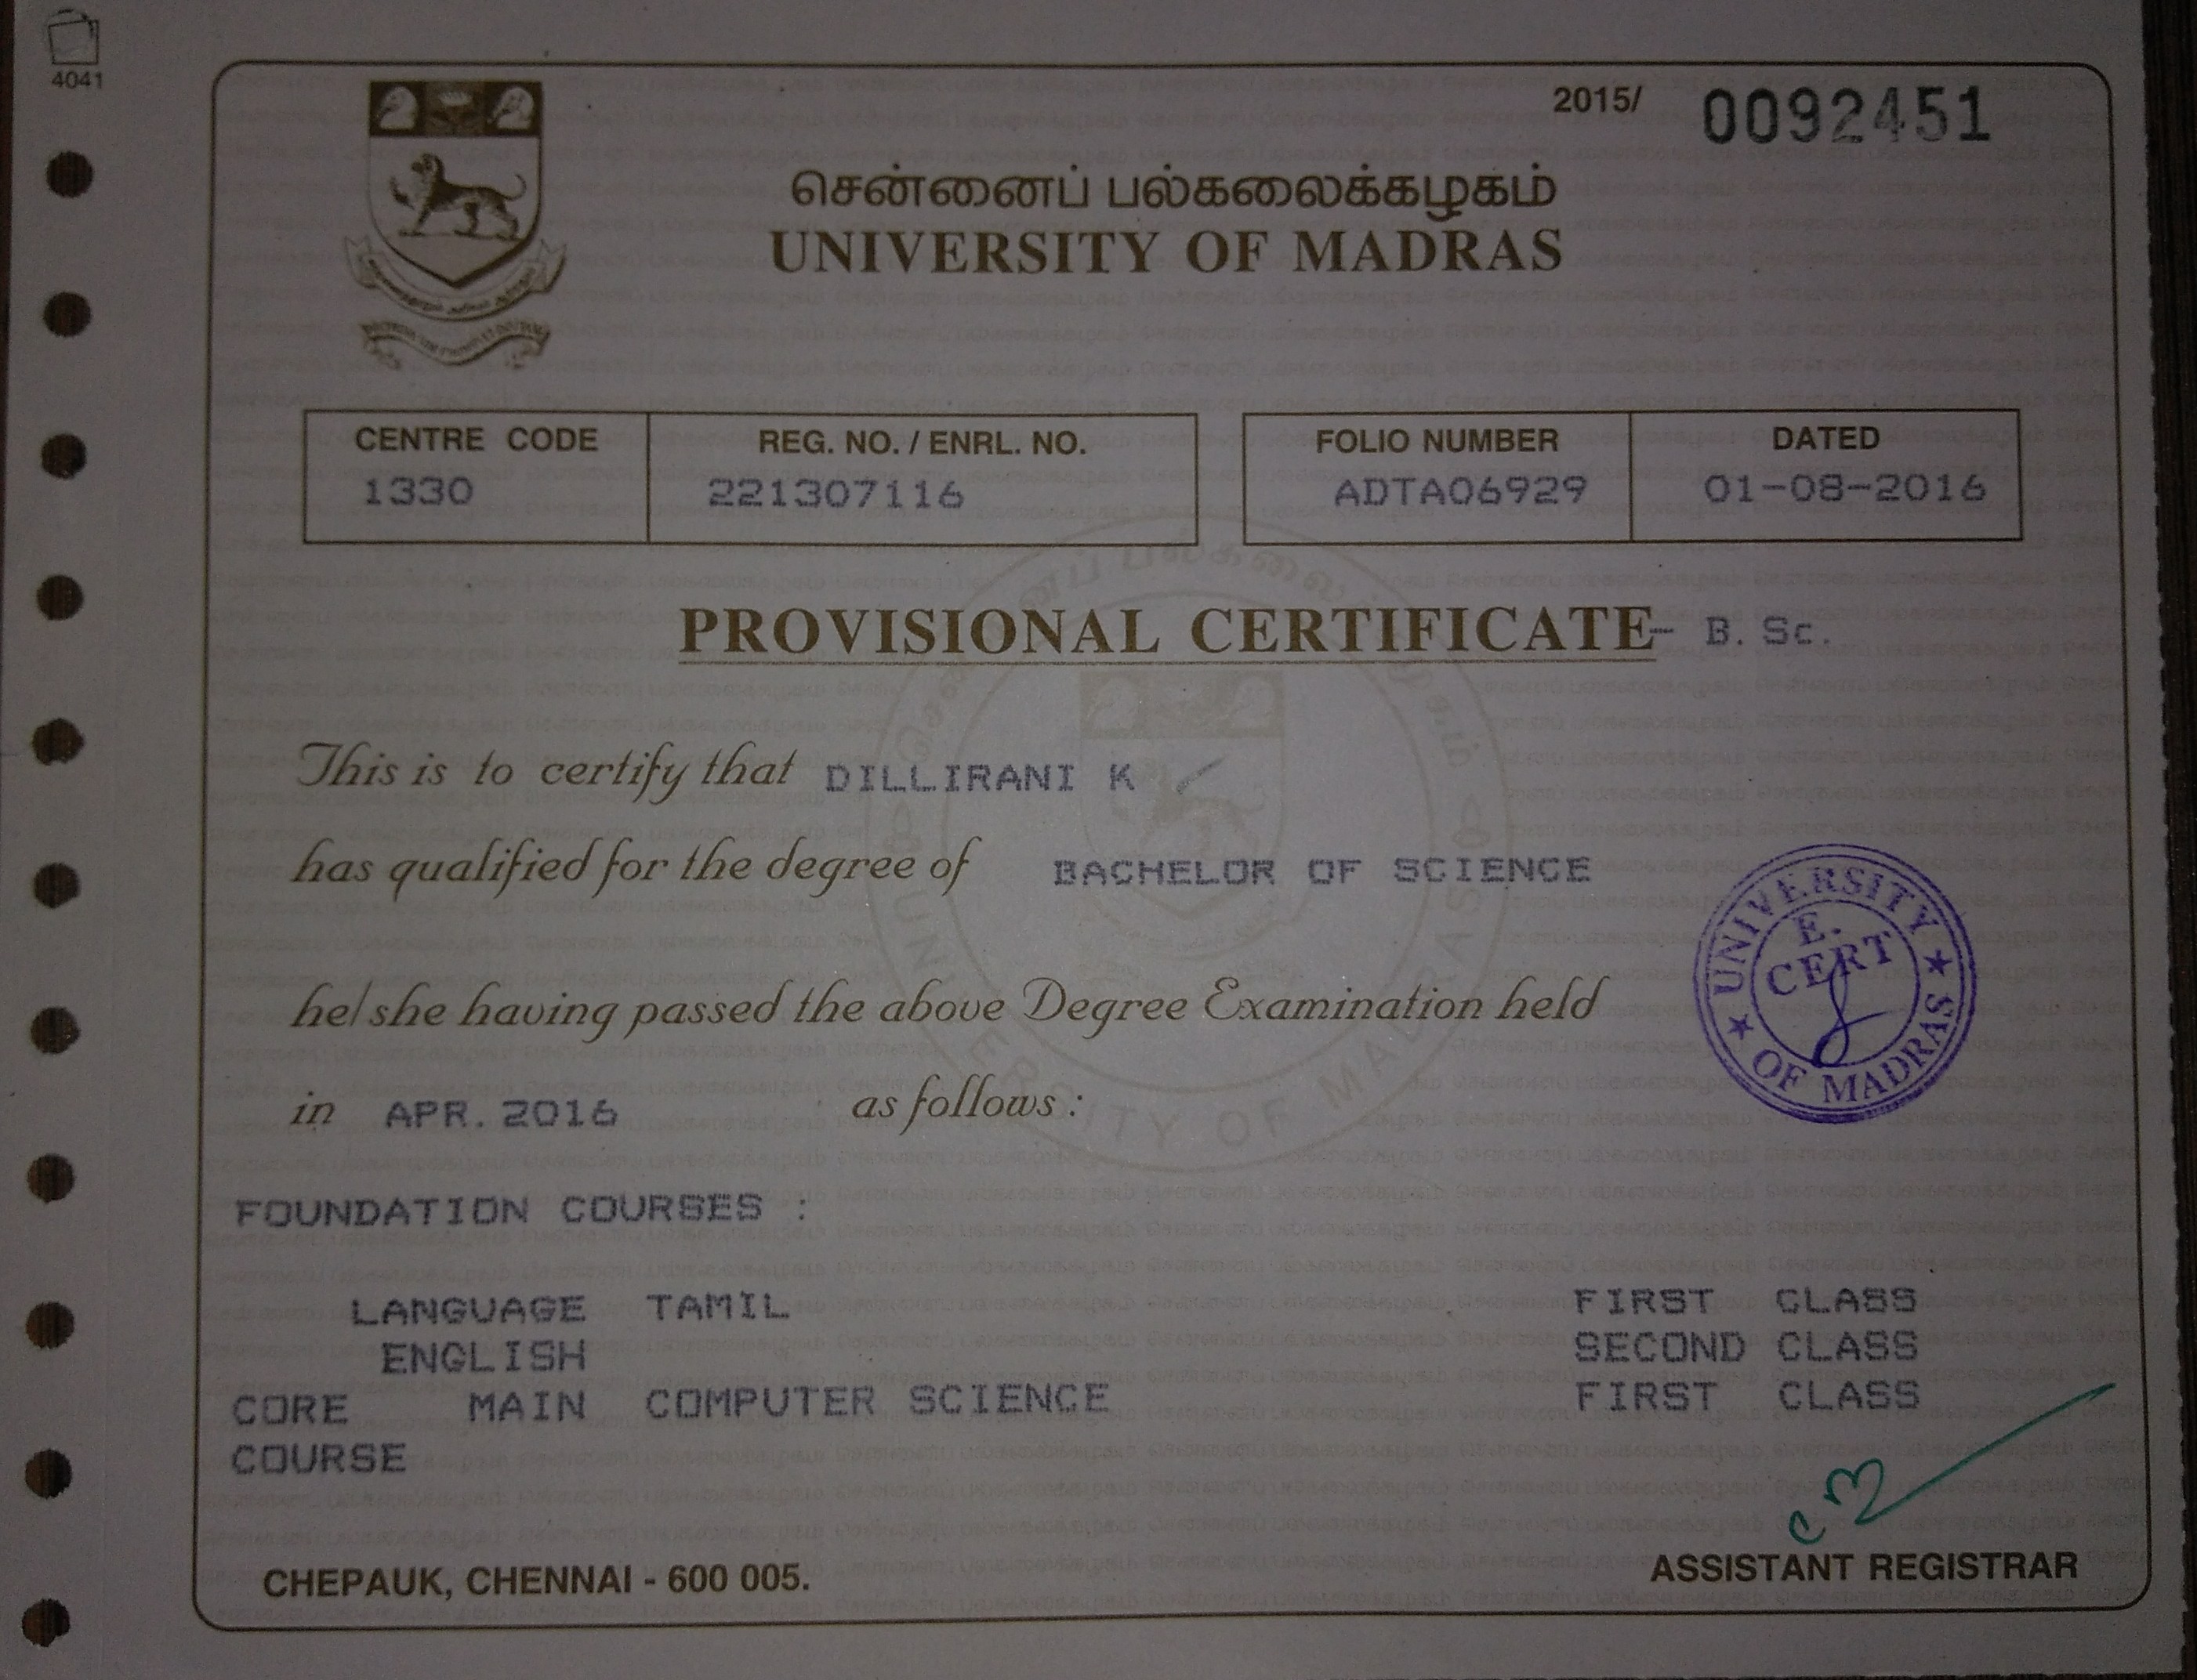 4041
2015/ 0092451
சென்னைப் பல்கலைக்கழகம்
UNIVERSITY OF MADRAS
CENTRE CODE REG. NO. / ENRL. NO. FOLIO NUMBER DATED
1330 221307116 ADTA06929 01-08-2016
PROVISIONAL CERTIFICATE- B.Sc.
This is to certify that DILLIRANI K
has qualified for the degree of BACHELOR OF SCIENCE
he/she having passed the above Degree Examination held
in APR.2016 as follows :
UNIVERSITY OF MADRAS
E.
CERT
FOUNDATION COURSES :
LANGUAGE TAMIL FIRST CLASS
ENGLISH SECOND CLASS
CORE MAIN COMPUTER SCIENCE FIRST CLASS
COURSE
CHEPAUK, CHENNAI - 600 005. ASSISTANT REGISTRAR